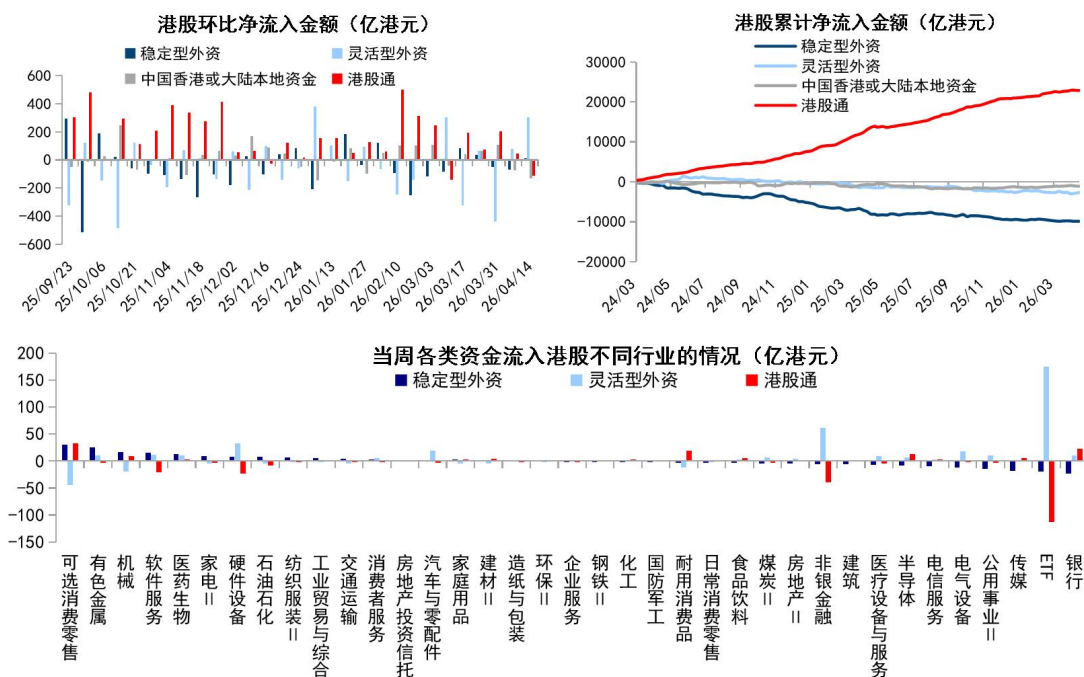 港股环比净流入金额（亿港元）
稳定型外资
灵活型外资
中国香港或大陆本地资金
港股通
600
400
200
0
−200
−400
−600
25/09/23
25/10/06
25/10/21
25/11/04
25/11/18
25/12/02
25/12/16
25/12/24
26/01/13
26/01/27
26/02/10
26/03/03
26/03/17
26/03/31
26/04/14
港股累计净流入金额（亿港元）
稳定型外资
灵活型外资
中国香港或大陆本地资金
港股通
30000
20000
10000
0
−10000
−20000
24/03
24/05
24/07
24/09
24/11
25/01
25/03
25/05
25/07
25/09
25/11
26/01
26/03
当周各类资金流入港股不同行业的情况（亿港元）
稳定型外资
灵活型外资
港股通
200
150
100
50
0
−50
−100
−150
可选消费零售
有色金属
机械
软件服务
医药生物
家电Ⅱ
硬件设备
石油石化
纺织服装Ⅱ
工业贸易与综合
交通运输
消费者服务
房地产投资信托
汽车与零配件
家庭用品
建材Ⅱ
造纸与包装
环保Ⅱ
企业服务
钢铁Ⅱ
化工
国防军工
耐用消费品
日常消费零售
食品饮料
煤炭Ⅱ
房地产Ⅱ
非银金融
建筑
医疗设备与服务
半导体
电信服务
电气设备
公用事业Ⅱ
传媒
ETF
银行